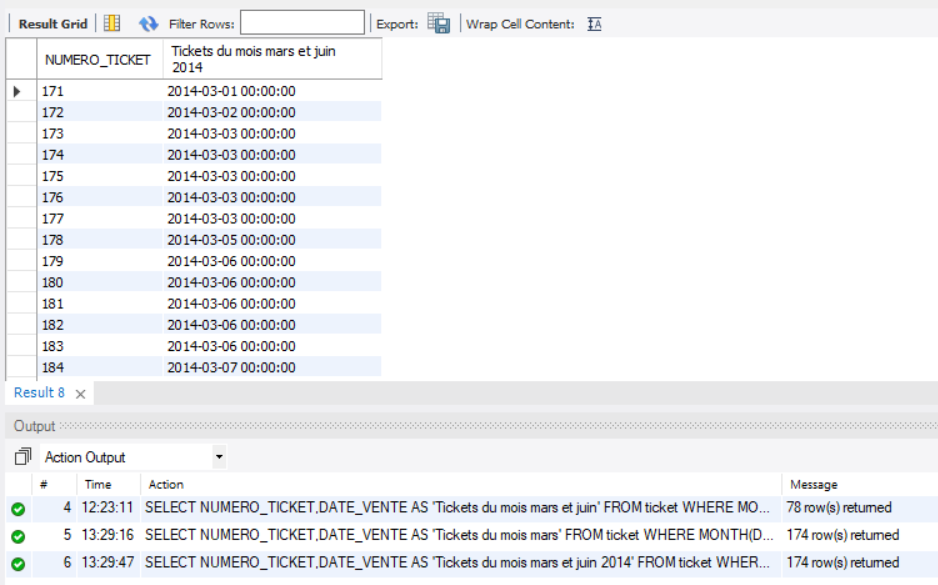 Result Grid Filter Rows: Export: Wrap Cell Content:
NUMERO_TICKET Tickets du mois mars et juin
2014
171 2014-03-01 00:00:00
172 2014-03-02 00:00:00
173 2014-03-03 00:00:00
174 2014-03-03 00:00:00
175 2014-03-03 00:00:00
176 2014-03-03 00:00:00
177 2014-03-03 00:00:00
178 2014-03-05 00:00:00
179 2014-03-06 00:00:00
180 2014-03-06 00:00:00
181 2014-03-06 00:00:00
182 2014-03-06 00:00:00
183 2014-03-06 00:00:00
184 2014-03-07 00:00:00
Result 8
Output
Action Output
# Time Action Message
4 12:23:11 SELECT NUMERO_TICKET,DATE_VENTE AS 'Tickets du mois mars et juin' FROM ticket WHERE MO... 78 row(s) returned
5 13:29:16 SELECT NUMERO_TICKET,DATE_VENTE AS 'Tickets du mois mars' FROM ticket WHERE MONTH(D... 174 row(s) returned
6 13:29:47 SELECT NUMERO_TICKET,DATE_VENTE AS 'Tickets du mois mars et juin 2014' FROM ticket WHER... 174 row(s) returned